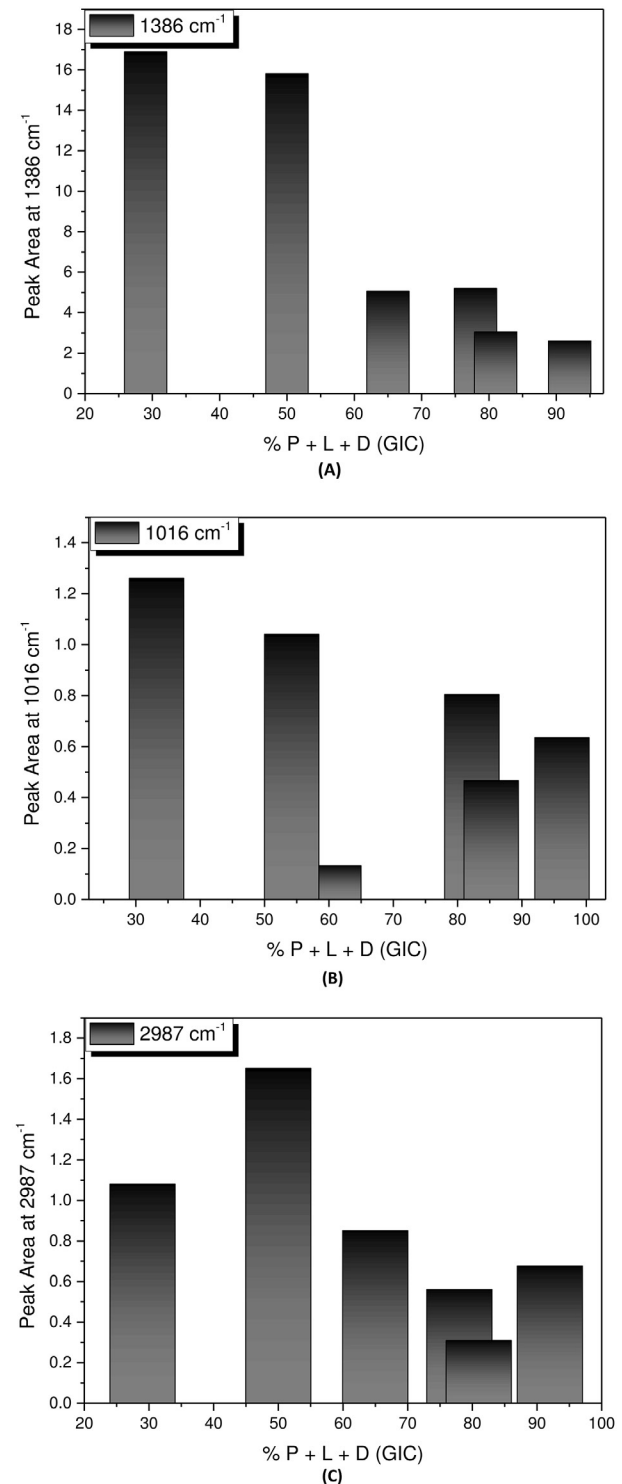 1386 cm-1
18
16
14
12
10
8
6
4
2
0
Peak Area at 1386 cm-1
20 30 40 50 60 70 80 90
% P + L + D (GIC)
(A)
1016 cm-1
1.4
1.2
1.0
0.8
0.6
0.4
0.2
0.0
Peak Area at 1016 cm-1
30 40 50 60 70 80 90 100
% P + L + D (GIC)
(B)
2987 cm-1
1.8
1.6
1.4
1.2
1.0
0.8
0.6
0.4
0.2
0.0
Peak Area at 2987 cm-1
20 30 40 50 60 70 80 90 100
% P + L + D (GIC)
(C)